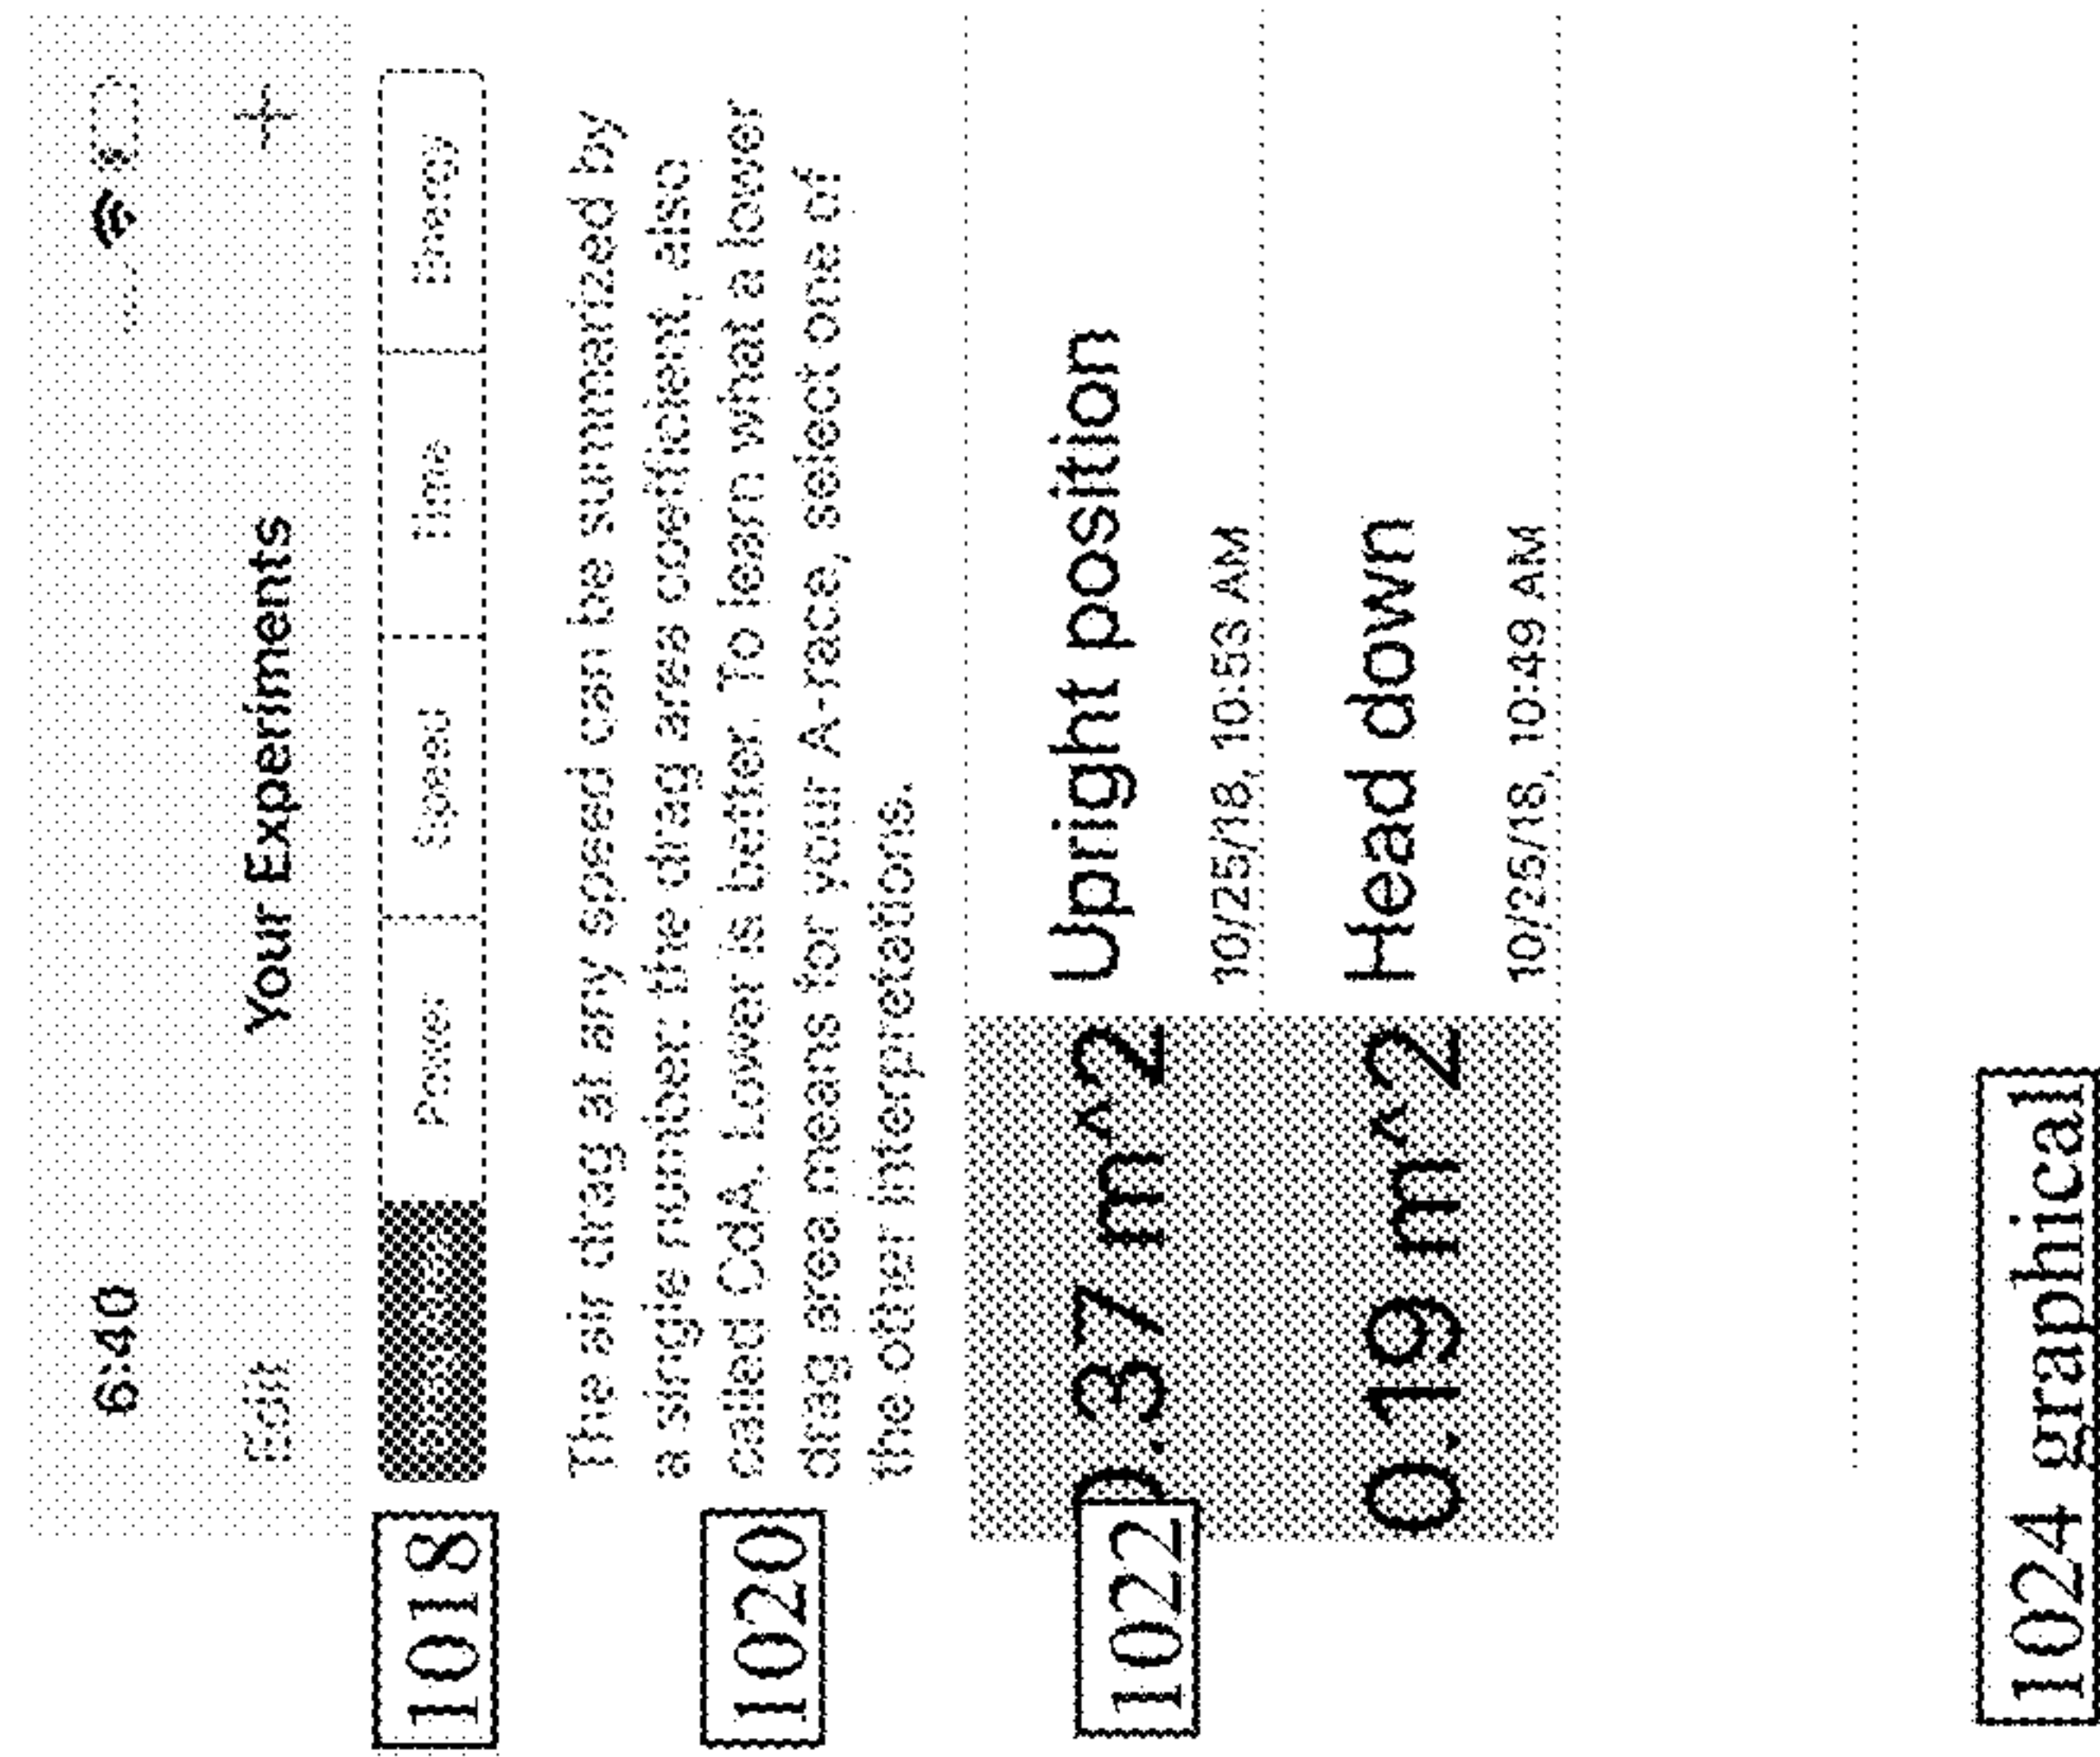 6:40
Edit Your Experiments +
1018 Power Speed Time Energy
The air drag at any speed can be summarized by
a single number: the drag area coefficient, also
1020 called CdA. Lower is better. To learn what a lower
drag area means for your A-race, select one of
the other interpretations.
1022 0.37 m^2 Upright position
10/25/18, 10:53 AM
0.19 m^2 Head down
10/25/18, 10:49 AM
1024 graphical